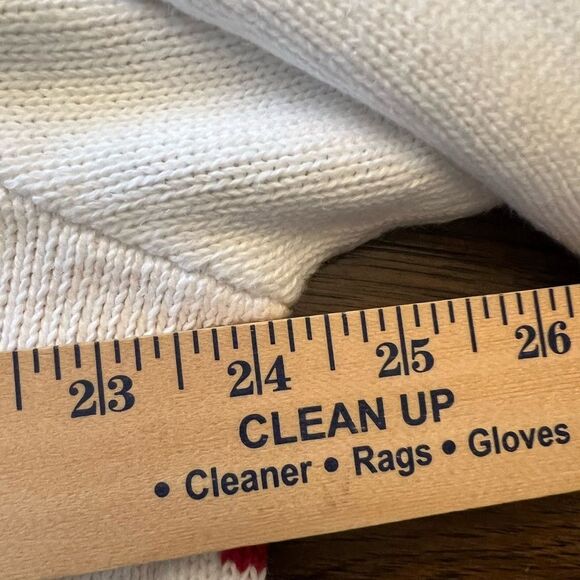 23 24 25 26
CLEAN UP
• Cleaner • Rags • Gloves